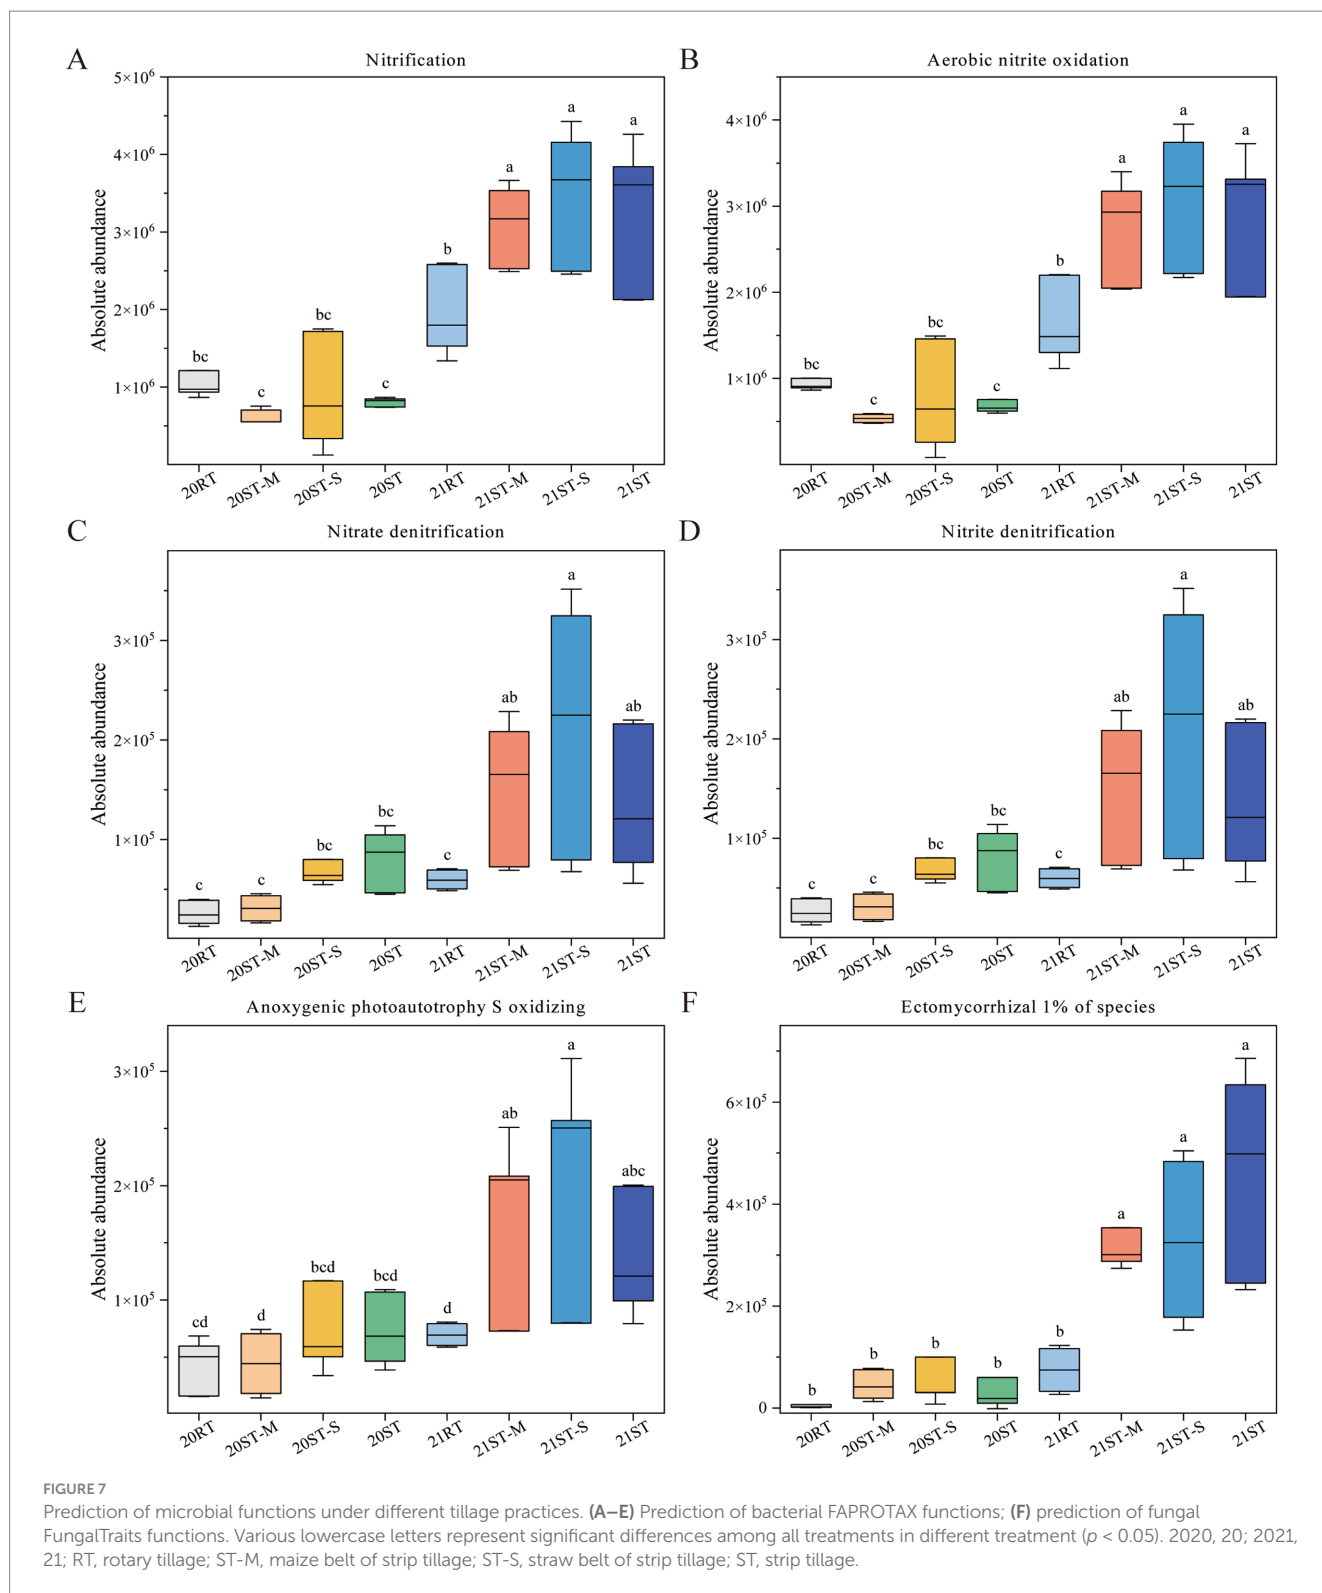 A
Nitrification
Absolute abundance
5×10⁶
4×10⁶
3×10⁶
2×10⁶
1×10⁶
bc
c
bc
c
b
a
a
a
20RT
20ST-M
20ST-S
20ST
21RT
21ST-M
21ST-S
21ST
B
Aerobic nitrite oxidation
Absolute abundance
4×10⁶
3×10⁶
2×10⁶
1×10⁶
bc
c
bc
c
b
a
a
a
20RT
20ST-M
20ST-S
20ST
21RT
21ST-M
21ST-S
21ST
C
Nitrate denitrification
Absolute abundance
3×10⁵
2×10⁵
1×10⁵
c
c
bc
bc
c
ab
a
ab
20RT
20ST-M
20ST-S
20ST
21RT
21ST-M
21ST-S
21ST
D
Nitrite denitrification
Absolute abundance
3×10⁵
2×10⁵
1×10⁵
c
c
bc
bc
c
ab
a
ab
20RT
20ST-M
20ST-S
20ST
21RT
21ST-M
21ST-S
21ST
E
Anoxygenic photoautotrophy S oxidizing
Absolute abundance
3×10⁵
2×10⁵
1×10⁵
cd
d
bcd
bcd
d
ab
a
abc
20RT
20ST-M
20ST-S
20ST
21RT
21ST-M
21ST-S
21ST
F
Ectomycorrhizal 1% of species
Absolute abundance
6×10⁵
4×10⁵
2×10⁵
0
b
b
b
b
b
a
a
a
20RT
20ST-M
20ST-S
20ST
21RT
21ST-M
21ST-S
21ST
FIGURE 7
Prediction of microbial functions under different tillage practices. (A–E) Prediction of bacterial FAPROTAX functions; (F) prediction of fungal
FungalTraits functions. Various lowercase letters represent significant differences among all treatments in different treatment (p < 0.05). 2020, 20; 2021,
21; RT, rotary tillage; ST-M, maize belt of strip tillage; ST-S, straw belt of strip tillage; ST, strip tillage.